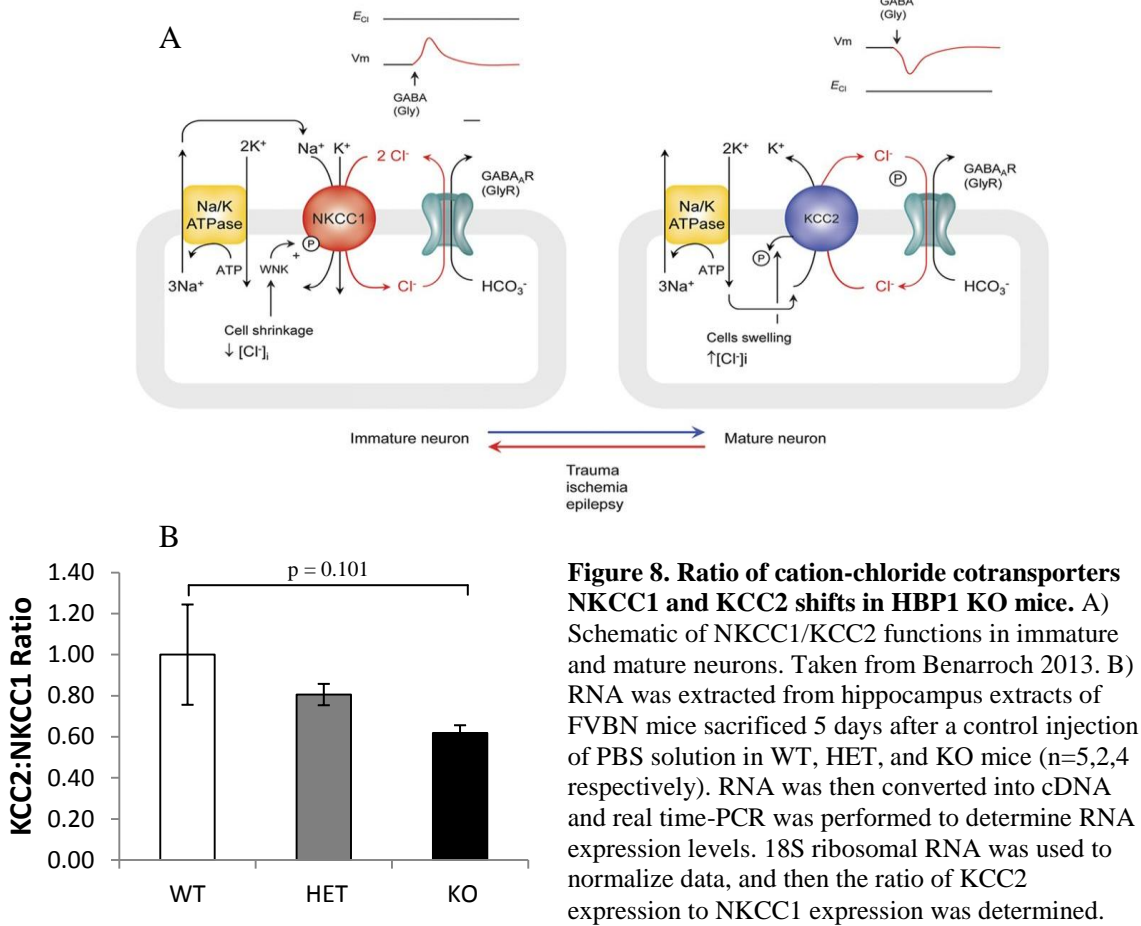 A
E_Cl
Vm
GABA
(Gly)
2K⁺
Na⁺ K⁺
2 Cl⁻
GABA_AR
(GlyR)
Na/K
ATPase
NKCC1
P
WNK
+
ATP
3Na⁺
Cl⁻
HCO₃⁻
Cell shrinkage
↓ [Cl⁻]ᵢ
GABA
(Gly)
Vm
E_Cl
2K⁺
K⁺
Cl⁻
P
GABA_AR
(GlyR)
Na/K
ATPase
KCC2
P
ATP
3Na⁺
Cl⁻
HCO₃⁻
Cells swelling
↑[Cl⁻]i
Immature neuron
Mature neuron
Trauma
ischemia
epilepsy
B
p = 0.101
KCC2:NKCC1 Ratio
1.40
1.20
1.00
0.80
0.60
0.40
0.20
0.00
WT HET KO
Figure 8. Ratio of cation-chloride cotransporters
NKCC1 and KCC2 shifts in HBP1 KO mice. A)
Schematic of NKCC1/KCC2 functions in immature
and mature neurons. Taken from Benarroch 2013. B)
RNA was extracted from hippocampus extracts of
FVBN mice sacrificed 5 days after a control injection
of PBS solution in WT, HET, and KO mice (n=5,2,4
respectively). RNA was then converted into cDNA
and real time-PCR was performed to determine RNA
expression levels. 18S ribosomal RNA was used to
normalize data, and then the ratio of KCC2
expression to NKCC1 expression was determined.